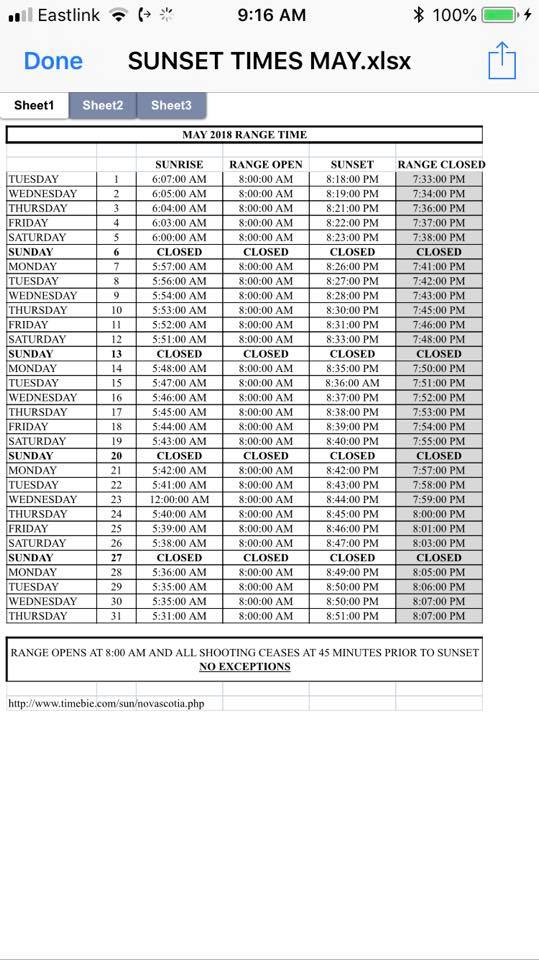 Eastlink 9:16 AM 100%
Done SUNSET TIMES MAY.xlsx
Sheet1 Sheet2 Sheet3
MAY 2018 RANGE TIME
SUNRISE RANGE OPEN SUNSET RANGE CLOSED
TUESDAY 1 6:07:00 AM 8:00:00 AM 8:18:00 PM 7:33:00 PM
WEDNESDAY 2 6:05:00 AM 8:00:00 AM 8:19:00 PM 7:34:00 PM
THURSDAY 3 6:04:00 AM 8:00:00 AM 8:21:00 PM 7:36:00 PM
FRIDAY 4 6:03:00 AM 8:00:00 AM 8:22:00 PM 7:37:00 PM
SATURDAY 5 6:00:00 AM 8:00:00 AM 8:23:00 PM 7:38:00 PM
SUNDAY 6 CLOSED CLOSED CLOSED CLOSED
MONDAY 7 5:57:00 AM 8:00:00 AM 8:26:00 PM 7:41:00 PM
TUESDAY 8 5:56:00 AM 8:00:00 AM 8:27:00 PM 7:42:00 PM
WEDNESDAY 9 5:54:00 AM 8:00:00 AM 8:28:00 PM 7:43:00 PM
THURSDAY 10 5:53:00 AM 8:00:00 AM 8:30:00 PM 7:45:00 PM
FRIDAY 11 5:52:00 AM 8:00:00 AM 8:31:00 PM 7:46:00 PM
SATURDAY 12 5:51:00 AM 8:00:00 AM 8:33:00 PM 7:48:00 PM
SUNDAY 13 CLOSED CLOSED CLOSED CLOSED
MONDAY 14 5:48:00 AM 8:00:00 AM 8:35:00 PM 7:50:00 PM
TUESDAY 15 5:47:00 AM 8:00:00 AM 8:36:00 AM 7:51:00 PM
WEDNESDAY 16 5:46:00 AM 8:00:00 AM 8:37:00 PM 7:52:00 PM
THURSDAY 17 5:45:00 AM 8:00:00 AM 8:38:00 PM 7:53:00 PM
FRIDAY 18 5:44:00 AM 8:00:00 AM 8:39:00 PM 7:54:00 PM
SATURDAY 19 5:43:00 AM 8:00:00 AM 8:40:00 PM 7:55:00 PM
SUNDAY 20 CLOSED CLOSED CLOSED CLOSED
MONDAY 21 5:42:00 AM 8:00:00 AM 8:42:00 PM 7:57:00 PM
TUESDAY 22 5:41:00 AM 8:00:00 AM 8:43:00 PM 7:58:00 PM
WEDNESDAY 23 12:00:00 AM 8:00:00 AM 8:44:00 PM 7:59:00 PM
THURSDAY 24 5:40:00 AM 8:00:00 AM 8:45:00 PM 8:00:00 PM
FRIDAY 25 5:39:00 AM 8:00:00 AM 8:46:00 PM 8:01:00 PM
SATURDAY 26 5:38:00 AM 8:00:00 AM 8:47:00 PM 8:03:00 PM
SUNDAY 27 CLOSED CLOSED CLOSED CLOSED
MONDAY 28 5:36:00 AM 8:00:00 AM 8:49:00 PM 8:05:00 PM
TUESDAY 29 5:35:00 AM 8:00:00 AM 8:50:00 PM 8:06:00 PM
WEDNESDAY 30 5:35:00 AM 8:00:00 AM 8:50:00 PM 8:07:00 PM
THURSDAY 31 5:31:00 AM 8:00:00 AM 8:51:00 PM 8:07:00 PM
RANGE OPENS AT 8:00 AM AND ALL SHOOTING CEASES AT 45 MINUTES PRIOR TO SUNSET
NO EXCEPTIONS
http://www.timebie.com/sun/novascotia.php